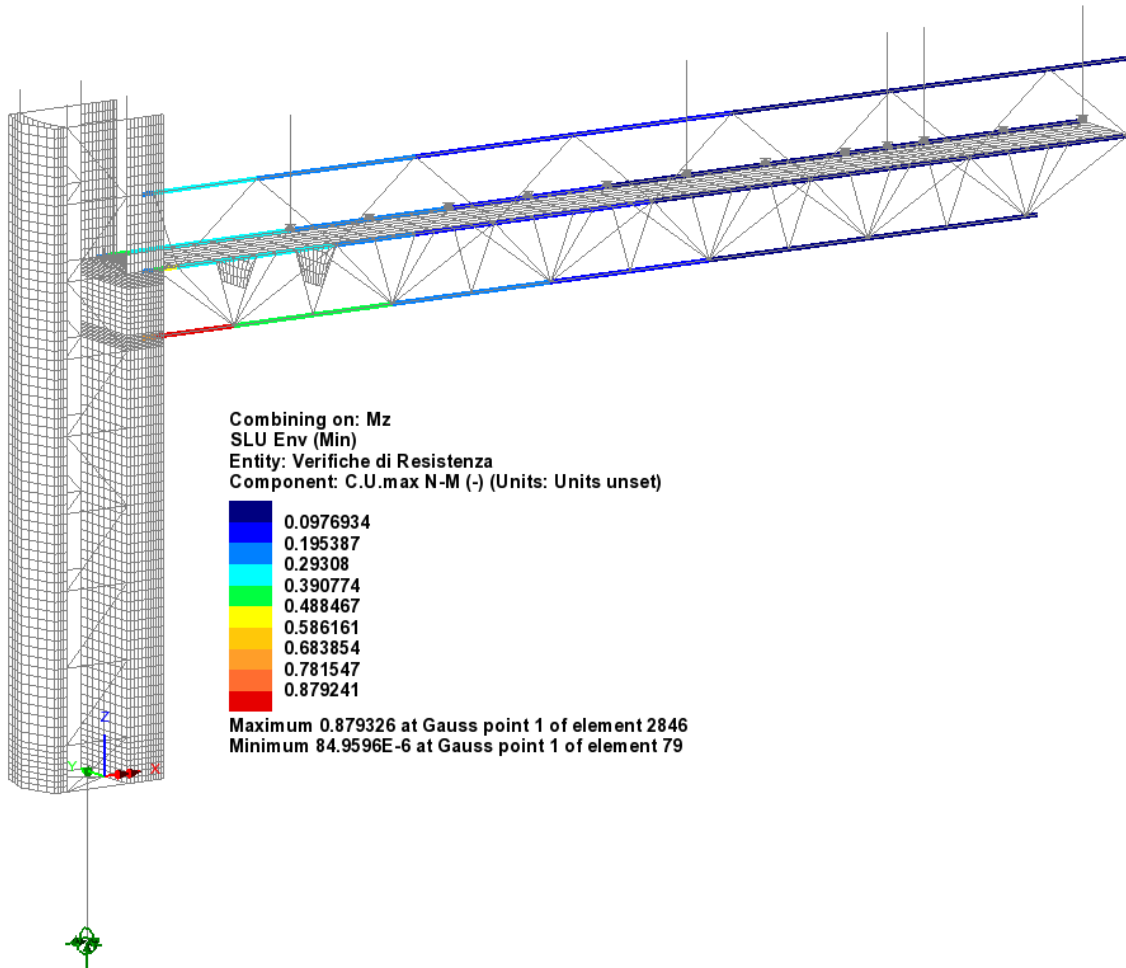 Combining on: Mz
SLU Env (Min)
Entity: Verifiche di Resistenza
Component: C.U.max N-M (-) (Units: Units unset)
0.0976934
0.195387
0.29308
0.390774
0.488467
0.586161
0.683854
0.781547
0.879241
Maximum 0.879326 at Gauss point 1 of element 2846
Minimum 84.9596E-6 at Gauss point 1 of element 79
Z
Y
X